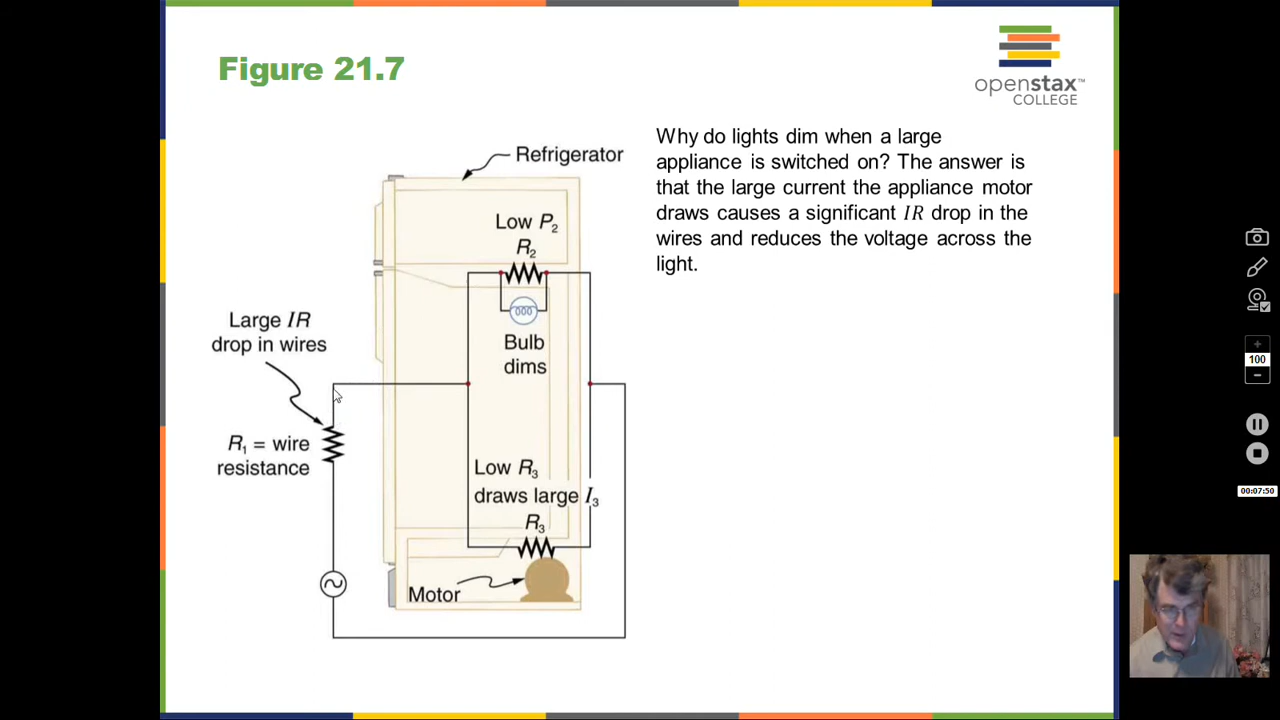 Figure 21.7
openstax™
COLLEGE
Why do lights dim when a large
appliance is switched on? The answer is
that the large current the appliance motor
draws causes a significant IR drop in the
wires and reduces the voltage across the
light.
Refrigerator
Low P₂
R₂
Bulb
dims
Large IR
drop in wires
R₁ = wire
resistance
Low R₃
draws large I₃
R₃
Motor
+
100
−
00:07:50